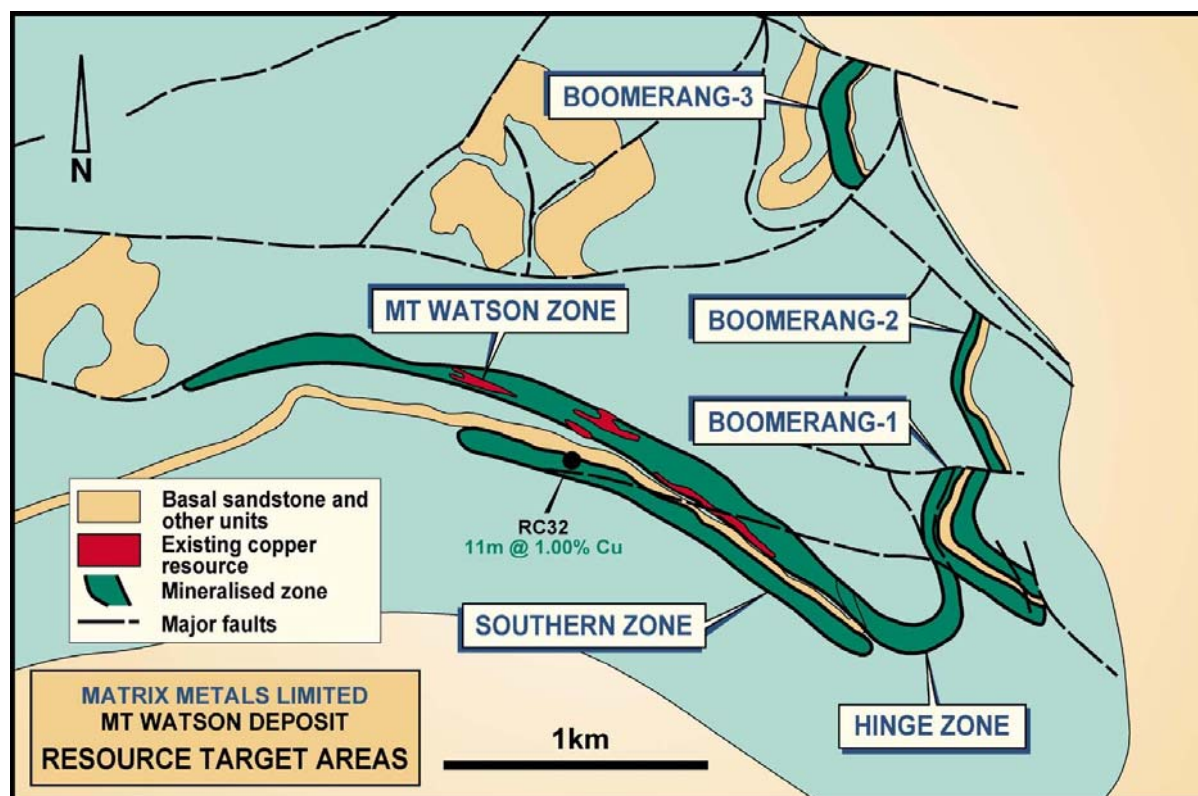 BOOMERANG-3
N
MT WATSON ZONE
BOOMERANG-2
BOOMERANG-1
Basal sandstone and
other units
Existing copper
resource
Mineralised zone
Major faults
RC32
11m @ 1.00% Cu
SOUTHERN ZONE
HINGE ZONE
MATRIX METALS LIMITED
MT WATSON DEPOSIT
RESOURCE TARGET AREAS
1km